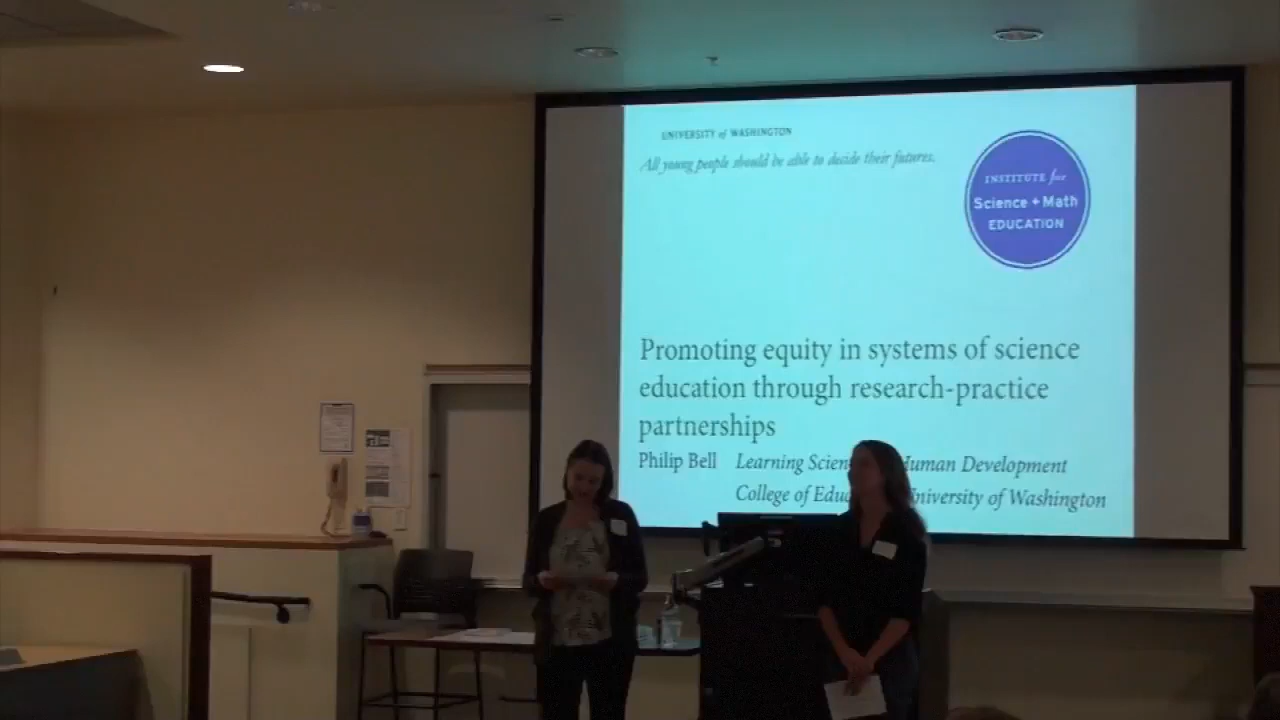 UNIVERSITY of WASHINGTON
All young people should be able to decide their futures.
INSTITUTE for
Science + Math
EDUCATION
Promoting equity in systems of science
education through research-practice
partnerships
Philip Bell Learning Human Development
College of University of Washington